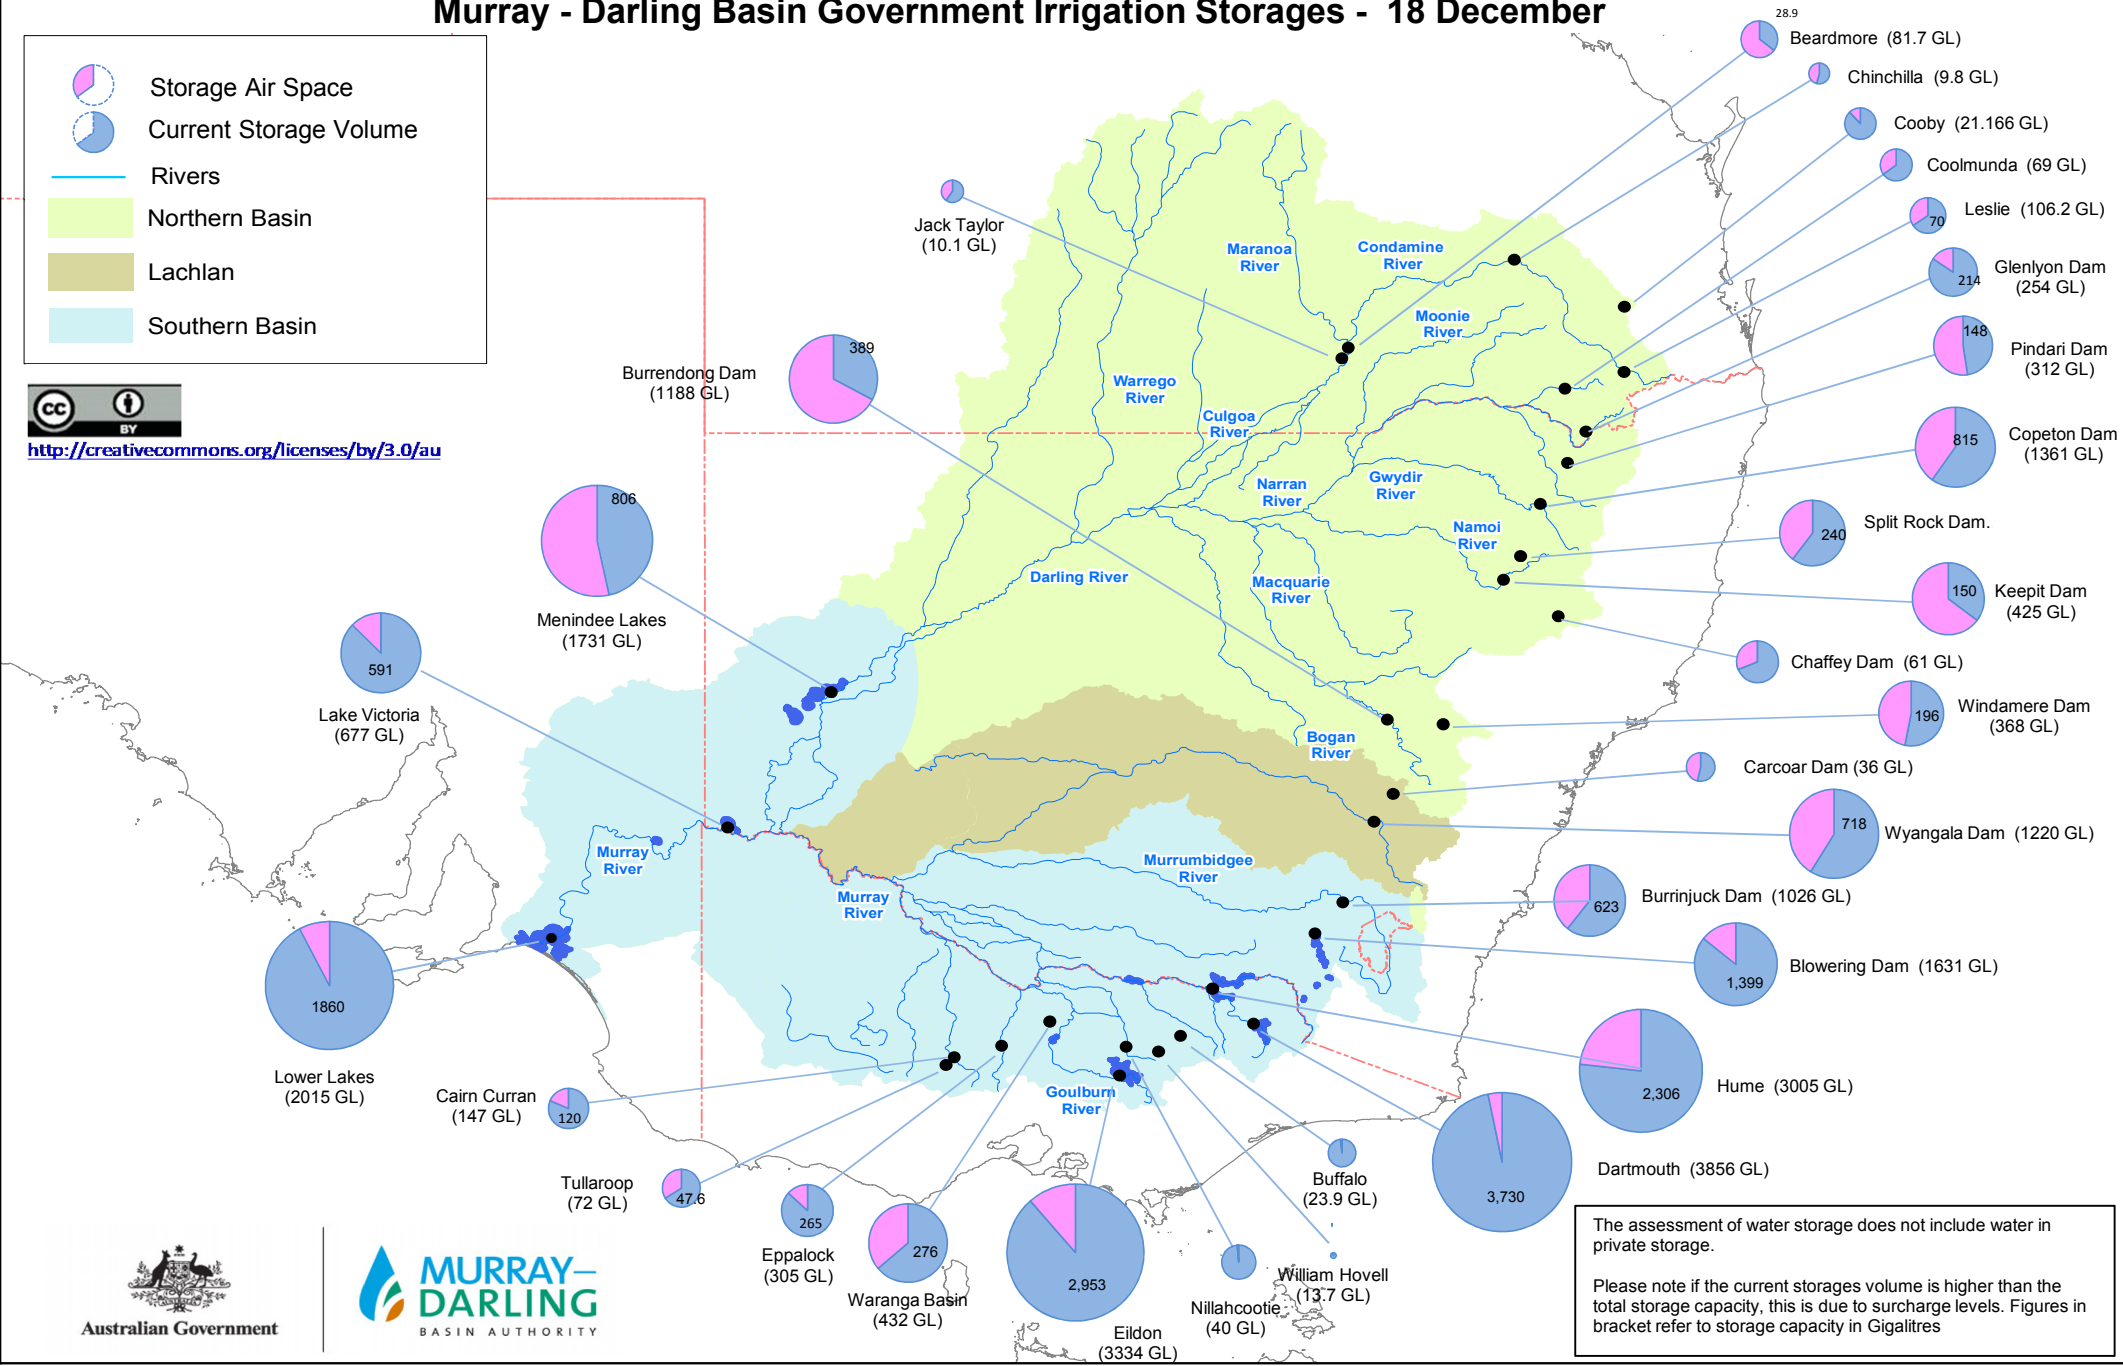 Murray - Darling Basin Government Irrigation Storages - 18 December
Storage Air Space
Current Storage Volume
Rivers
Northern Basin
Lachlan
Southern Basin
cc
BY
http://creativecommons.org/licenses/by/3.0/au
28.9
Beardmore (81.7 GL)
Chinchilla (9.8 GL)
Cooby (21.166 GL)
Coolmunda (69 GL)
Leslie (106.2 GL)
70
Glenlyon Dam
(254 GL)
214
Pindari Dam
(312 GL)
148
Copeton Dam
(1361 GL)
815
Split Rock Dam.
240
Keepit Dam
(425 GL)
150
Chaffey Dam (61 GL)
Windamere Dam
(368 GL)
196
Carcoar Dam (36 GL)
Wyangala Dam (1220 GL)
718
Burrinjuck Dam (1026 GL)
623
Blowering Dam (1631 GL)
1,399
Hume (3005 GL)
2,306
Dartmouth (3856 GL)
3,730
Jack Taylor
(10.1 GL)
Burrendong Dam
(1188 GL)
389
Menindee Lakes
(1731 GL)
806
Lake Victoria
(677 GL)
591
Lower Lakes
(2015 GL)
1860
Cairn Curran
(147 GL)
120
Tullaroop
(72 GL)
47.6
Eppalock
(305 GL)
265
Waranga Basin
(432 GL)
276
Eildon
(3334 GL)
2,953
Nillahcootie
(40 GL)
William Hovell
(13.7 GL)
Buffalo
(23.9 GL)
Maranoa
River
Condamine
River
Moonie
River
Warrego
River
Culgoa
River
Narran
River
Gwydir
River
Namoi
River
Darling River
Macquarie
River
Bogan
River
Murrumbidgee
River
Murray
River
Murray
River
Goulburn
River
Australian Government
MURRAY–
DARLING
BASIN AUTHORITY
The assessment of water storage does not include water in
private storage.
Please note if the current storages volume is higher than the
total storage capacity, this is due to surcharge levels. Figures in
bracket refer to storage capacity in Gigalitres